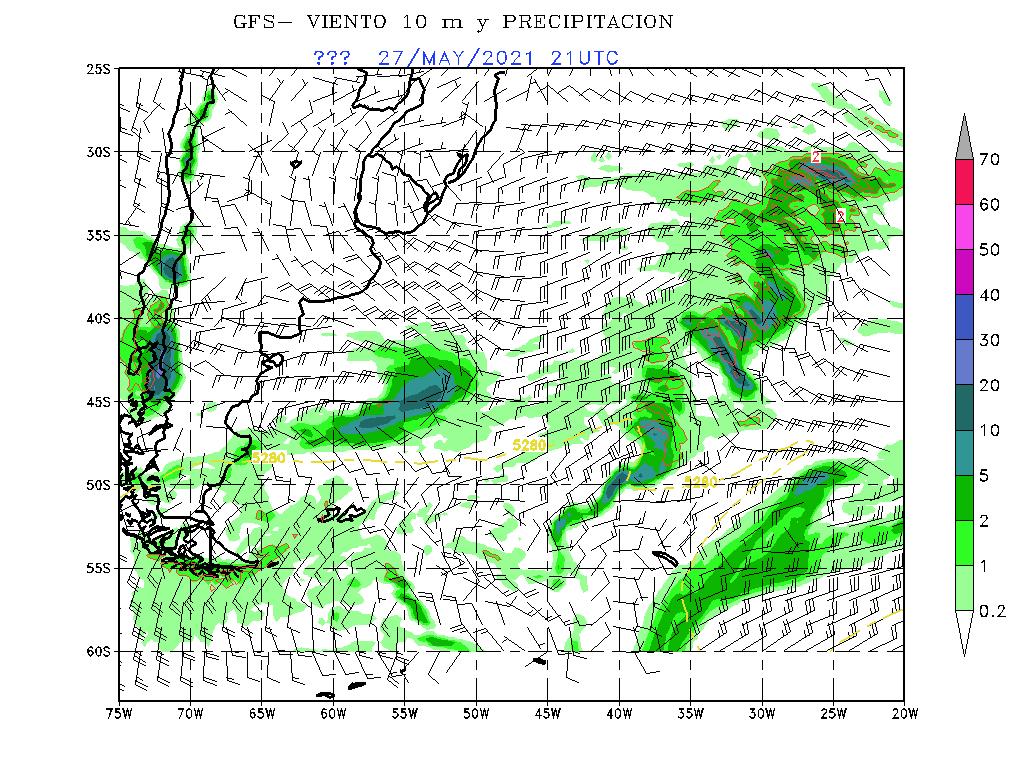 GFS— VIENTO 10 m y PRECIPITACION
??? 27/MAY/2021 21UTC
25S
30S
35S
40S
45S
50S
55S
60S
75W 70W 65W 60W 55W 50W 45W 40W 35W 30W 25W 20W
2
2
5280
5280
5280
70
60
50
40
30
20
10
5
2
1
0.2